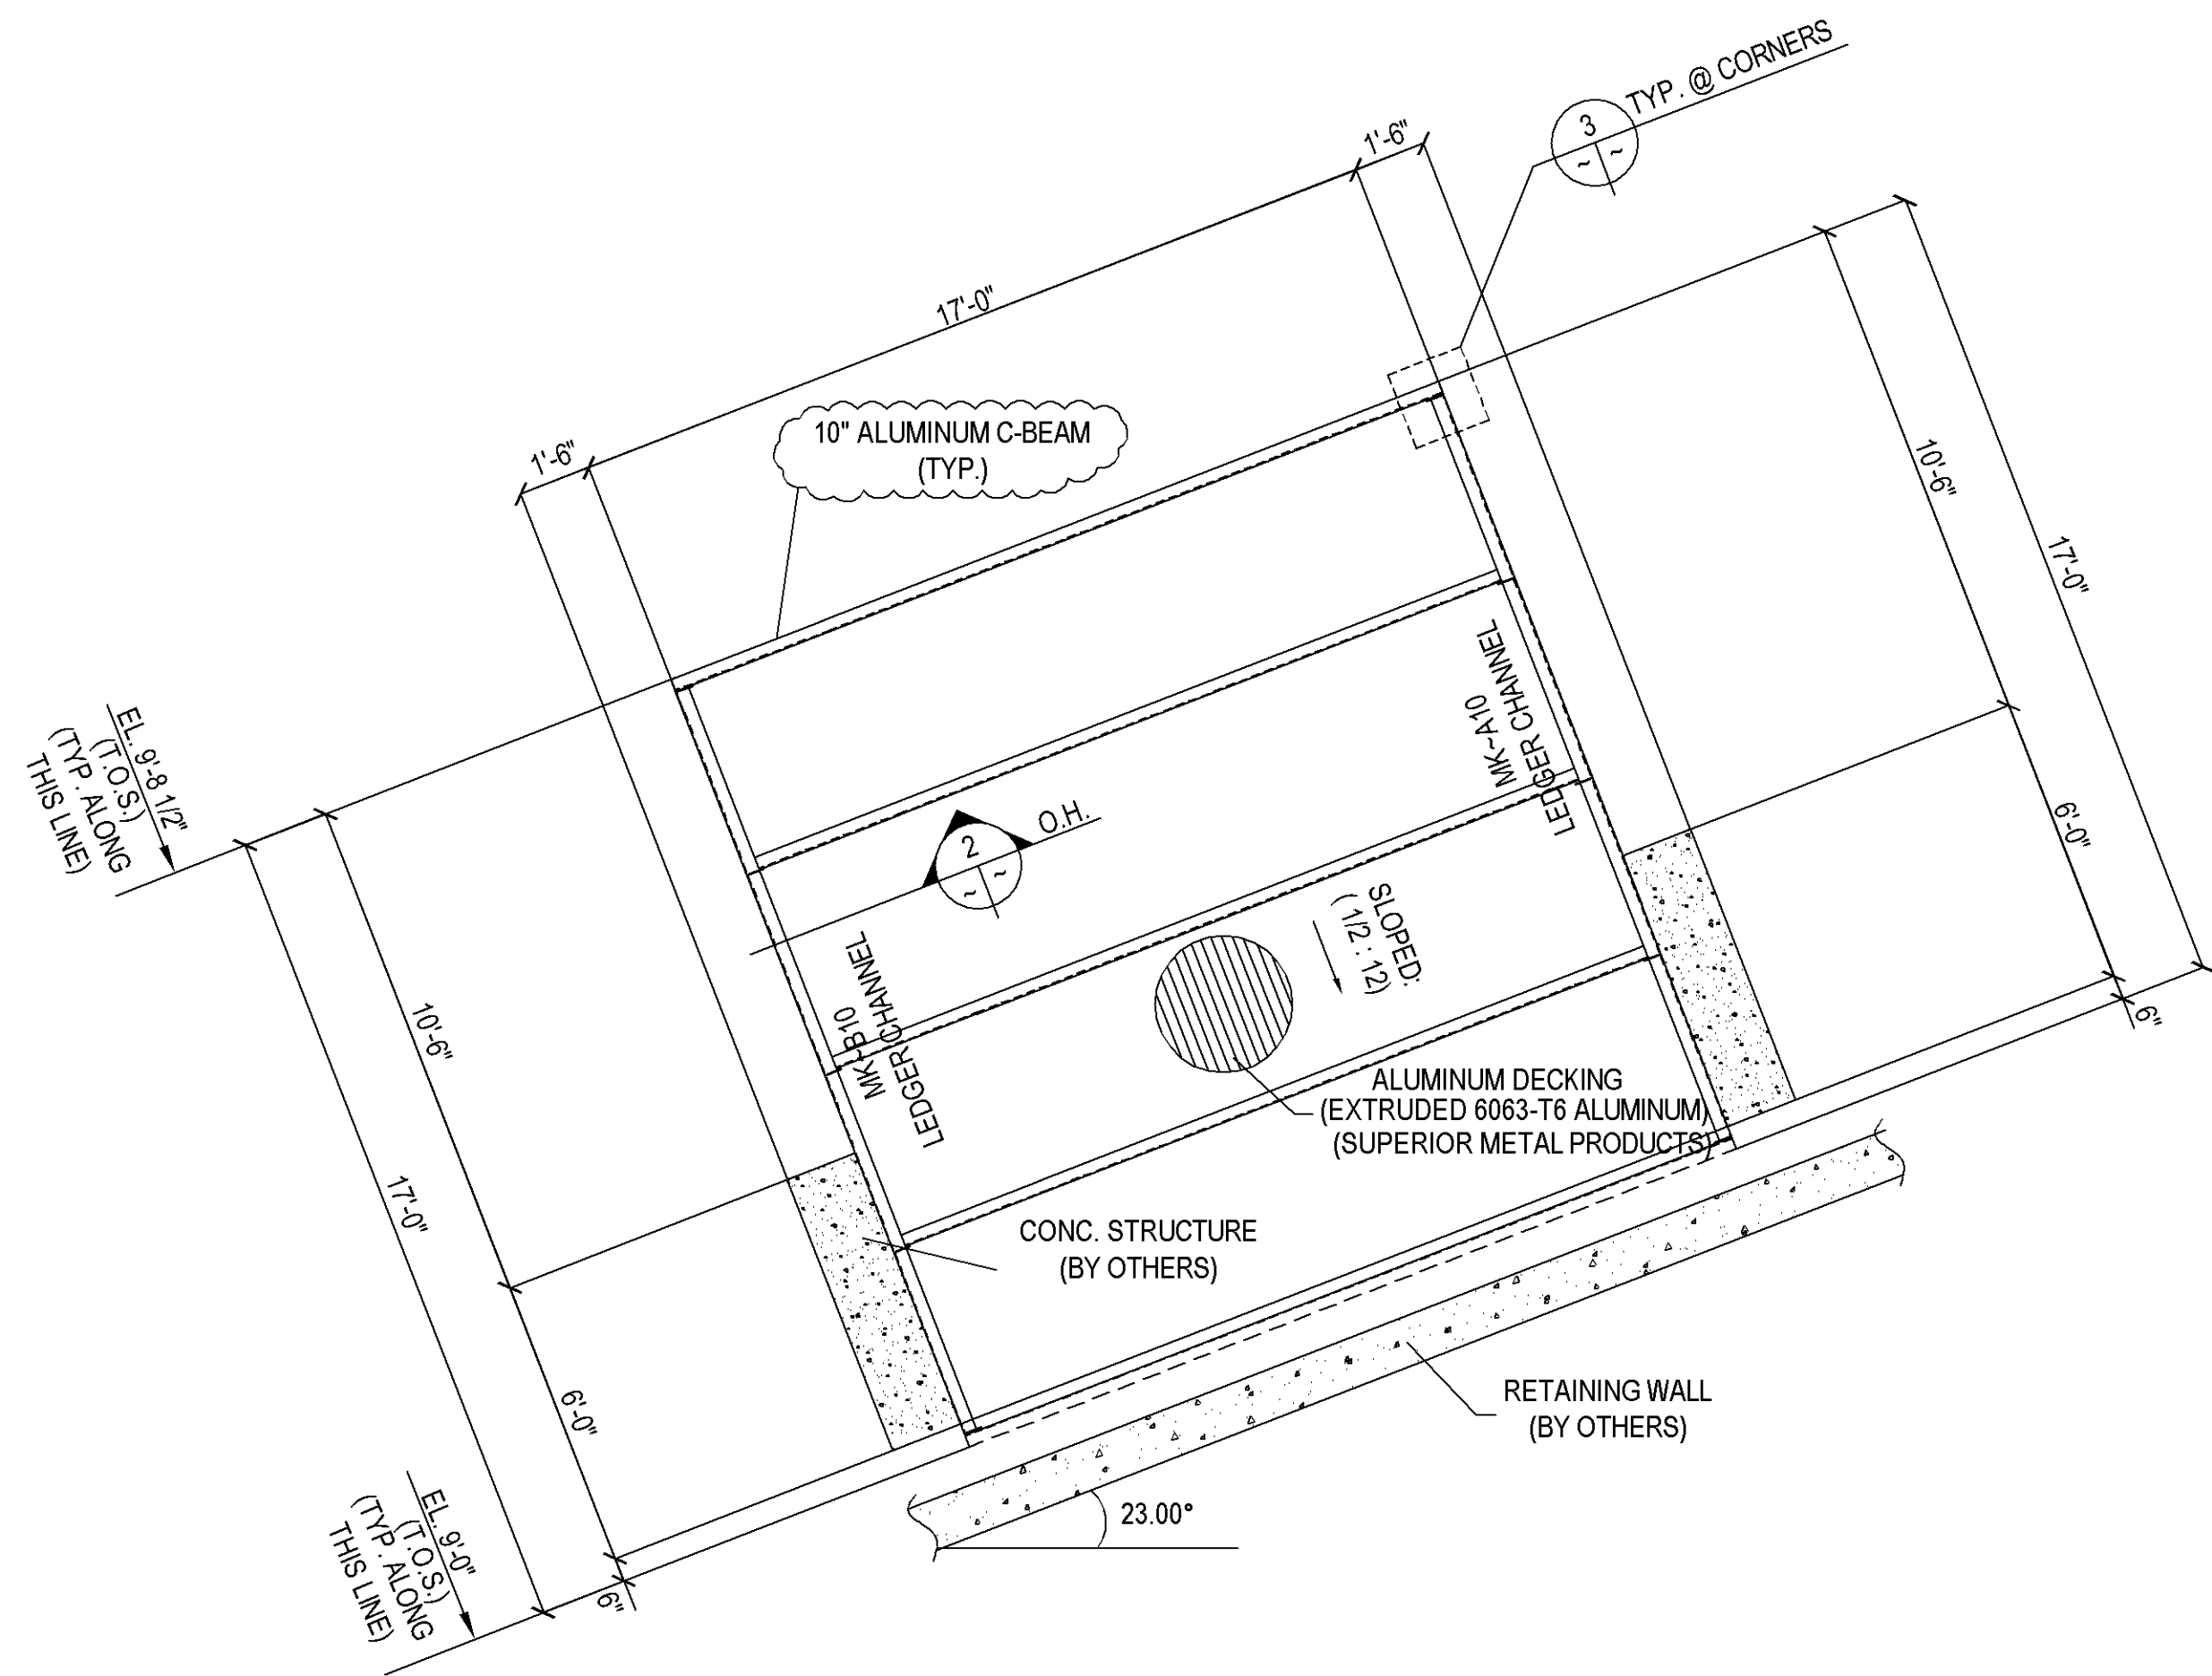 TYP. @ CORNERS
3
~ ~
1'-6"
17'-0"
1'-6"
10" ALUMINUM C-BEAM
(TYP.)
10'-6"
17'-0"
6'-0"
6"
EL. 9'-8 1/2"
(T.O.S.)
(TYP. ALONG
THIS LINE)
MK~A10
LEDGER CHANNEL
2
~ ~
O.H.
SLOPED:
( 1/2 : 12)
MK~B10
LEDGER CHANNEL
10'-6"
17'-0"
6'-0"
6"
ALUMINUM DECKING
(EXTRUDED 6063-T6 ALUMINUM)
(SUPERIOR METAL PRODUCTS)
CONC. STRUCTURE
(BY OTHERS)
RETAINING WALL
(BY OTHERS)
23.00°
EL. 9'-0"
(T.O.S.)
(TYP. ALONG
THIS LINE)